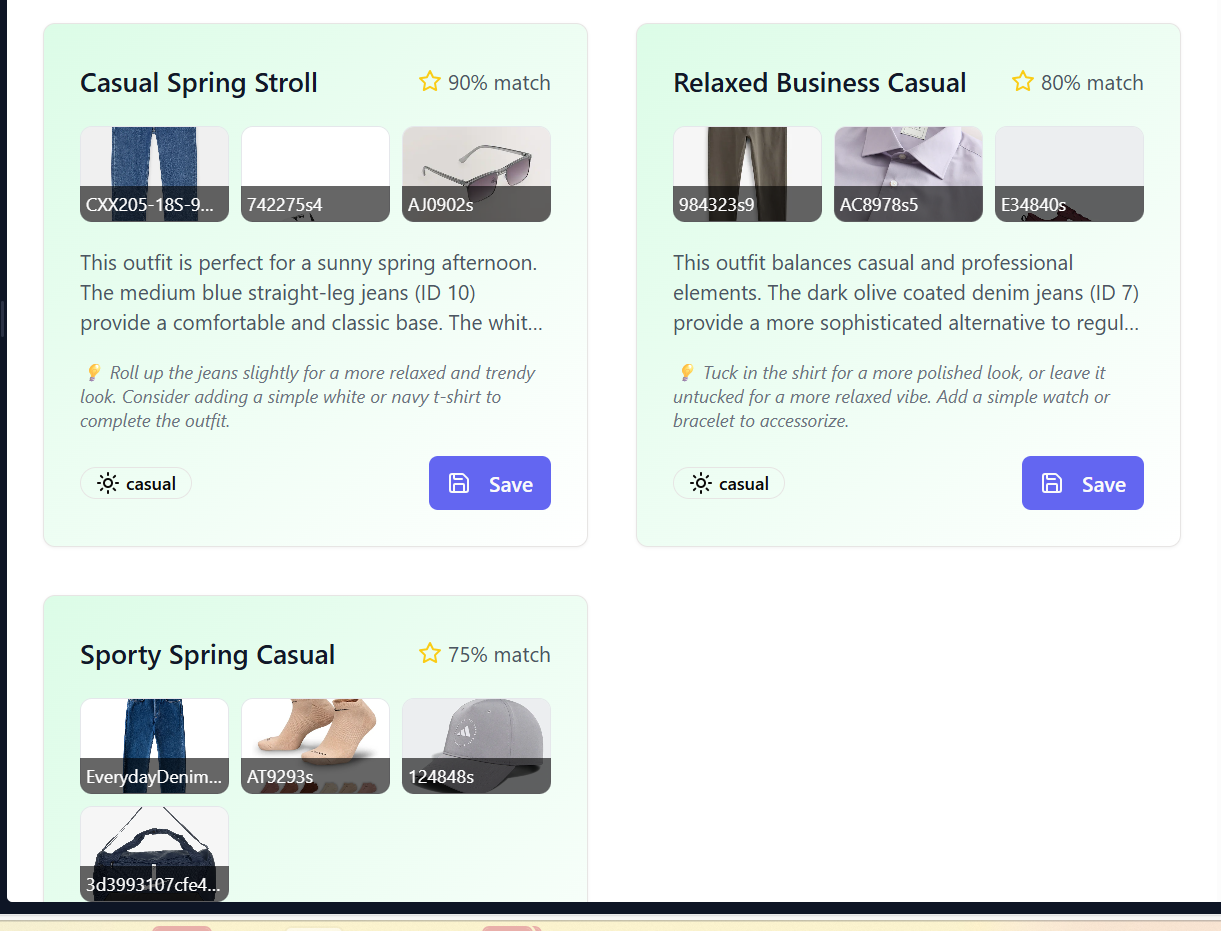 Casual Spring Stroll
90% match
CXX205-18S-9...
742275s4
AJ0902s
This outfit is perfect for a sunny spring afternoon.
The medium blue straight-leg jeans (ID 10)
provide a comfortable and classic base. The whit...
Roll up the jeans slightly for a more relaxed and trendy
look. Consider adding a simple white or navy t-shirt to
complete the outfit.
casual
Save
Relaxed Business Casual
80% match
984323s9
AC8978s5
E34840s
This outfit balances casual and professional
elements. The dark olive coated denim jeans (ID 7)
provide a more sophisticated alternative to regul...
Tuck in the shirt for a more polished look, or leave it
untucked for a more relaxed vibe. Add a simple watch or
bracelet to accessorize.
casual
Save
Sporty Spring Casual
75% match
EverydayDenim...
AT9293s
124848s
3d3993107cfe4...